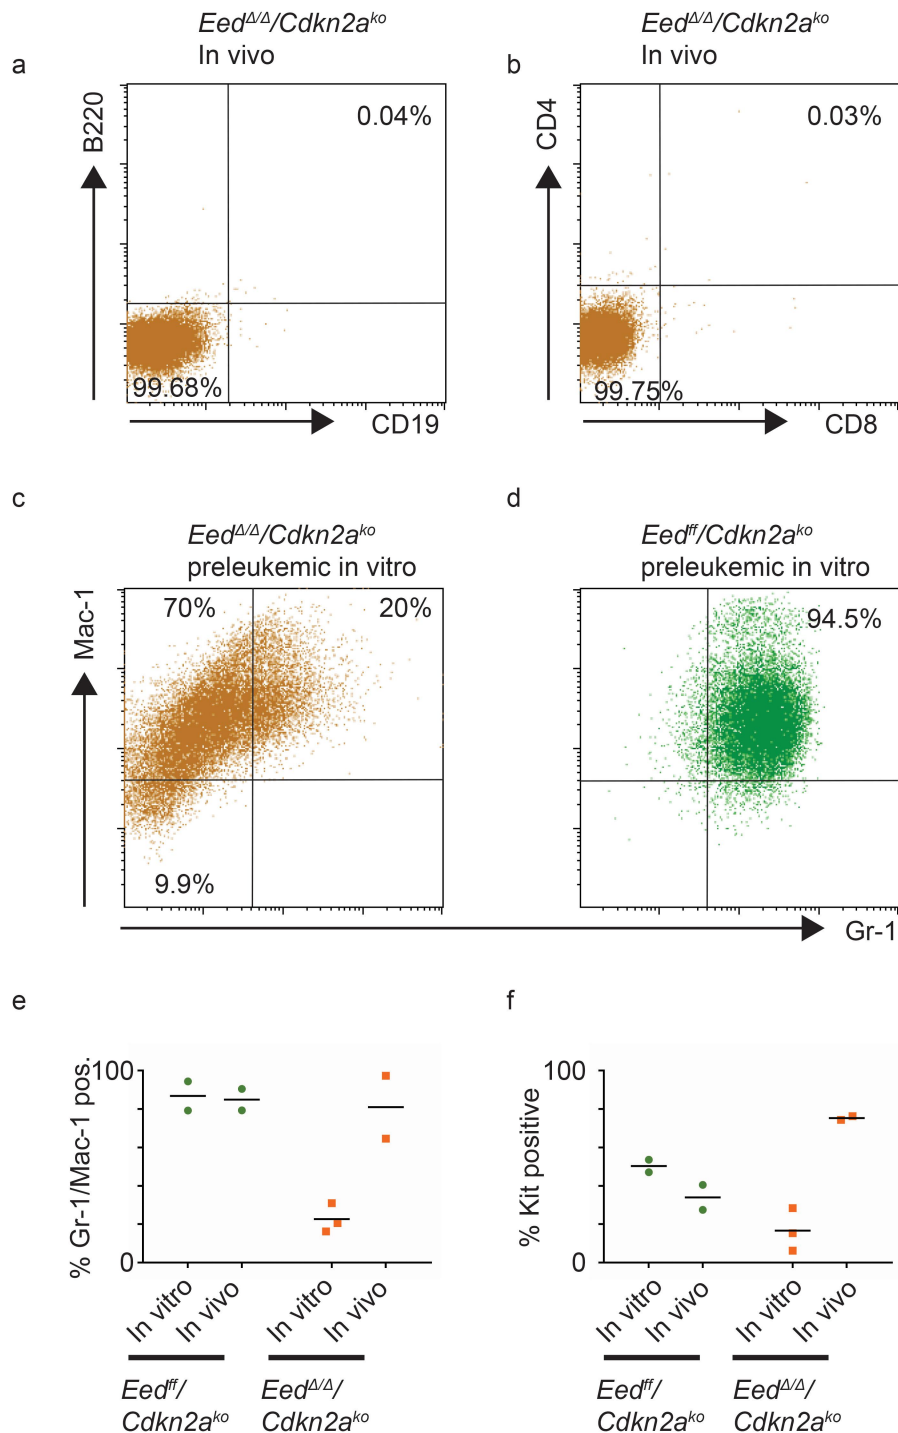 a
Eed^Δ/Δ/Cdkn2a^ko
In vivo
B220
0.04%
99.68%
CD19
b
Eed^Δ/Δ/Cdkn2a^ko
In vivo
CD4
0.03%
99.75%
CD8
c
Eed^Δ/Δ/Cdkn2a^ko
preleukemic in vitro
Mac-1
70%
20%
9.9%
d
Eed^ff/Cdkn2a^ko
preleukemic in vitro
94.5%
Gr-1
e
% Gr-1/Mac-1 pos.
100
0
In vitro
In vivo
In vitro
In vivo
Eed^ff/
Cdkn2a^ko
Eed^Δ/Δ/
Cdkn2a^ko
f
% Kit positive
100
0
In vitro
In vivo
In vitro
In vivo
Eed^ff/
Cdkn2a^ko
Eed^Δ/Δ/
Cdkn2a^ko